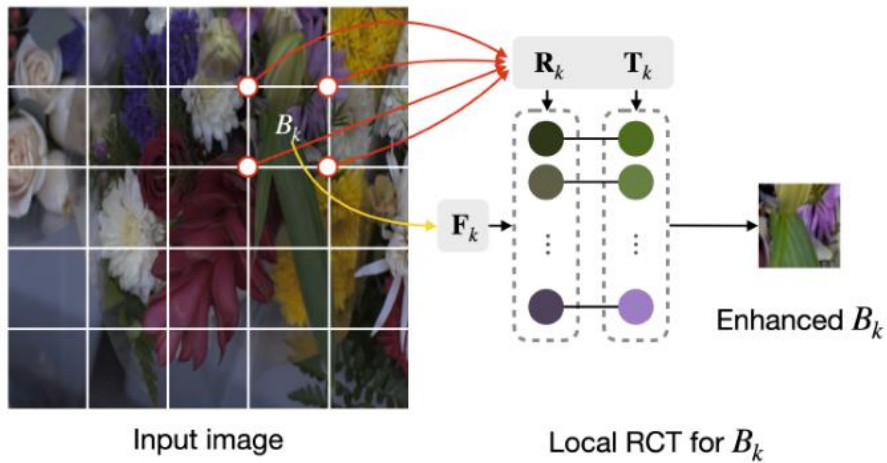 R_k T_k
B_k
F_k
⋮ ⋮
Enhanced B_k
Input image
Local RCT for B_k